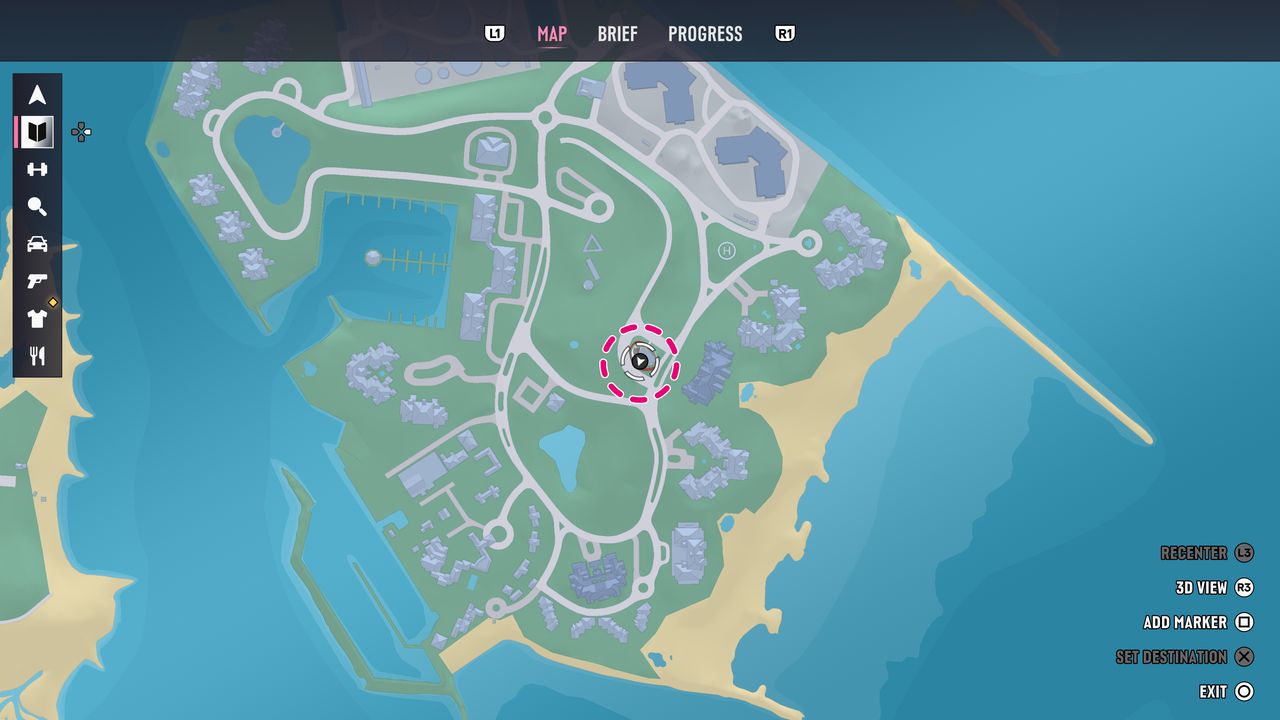 L1 MAP BRIEF PROGRESS R1
H
RECENTER L3
3D VIEW R3
ADD MARKER
SET DESTINATION
EXIT